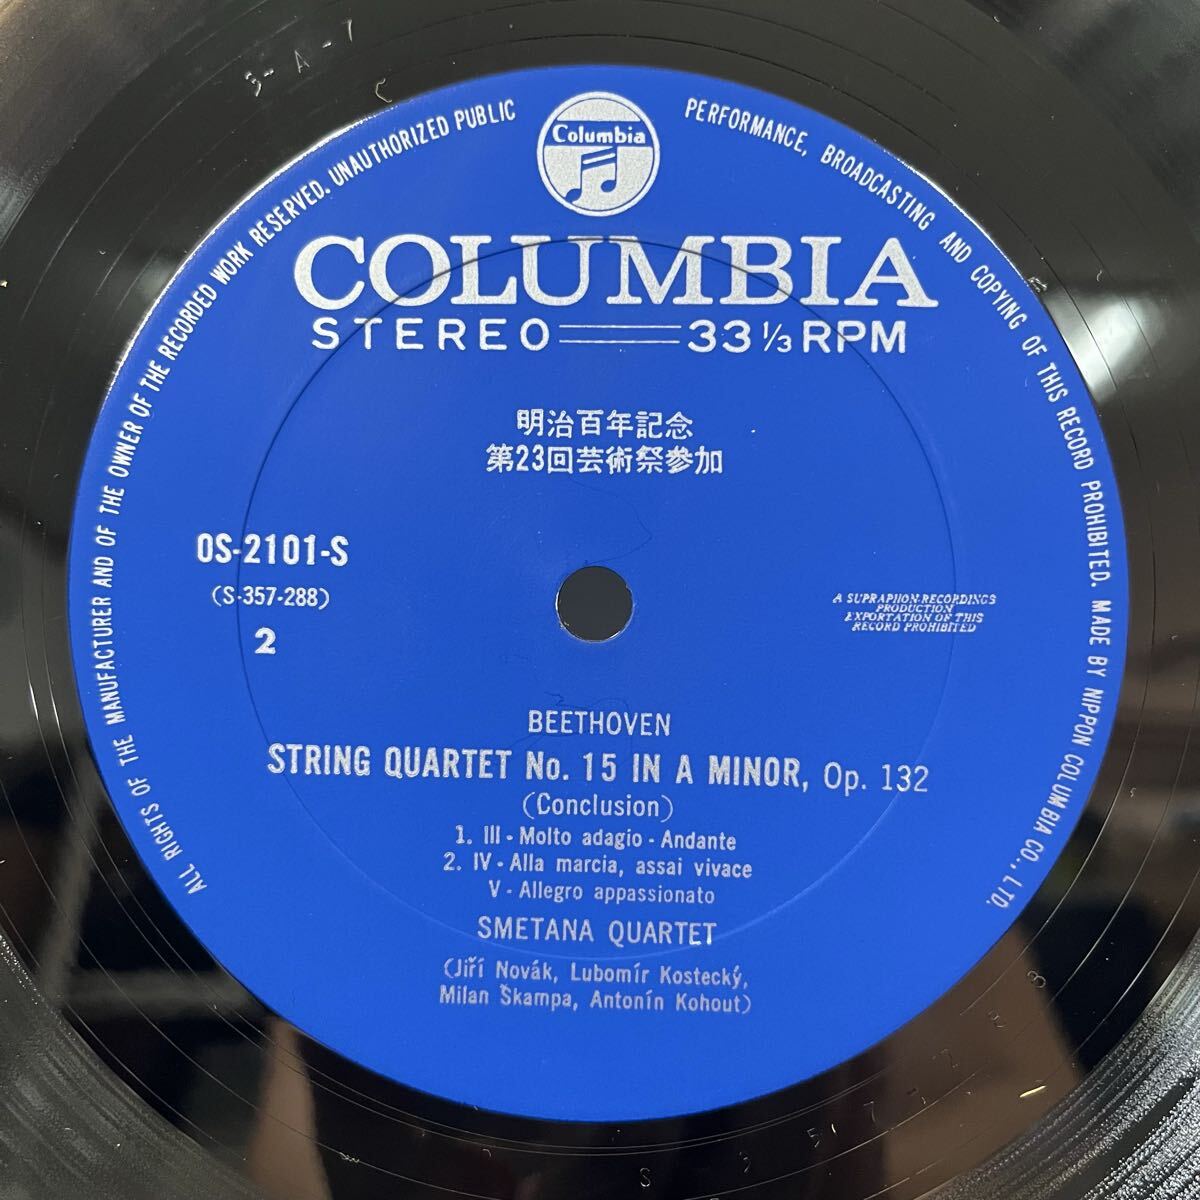 ALL RIGHTS OF THE MANUFACTURER AND OF THE OWNER OF THE RECORDED WORK RESERVED. UNAUTHORIZED PUBLIC PERFORMANCE, BROADCASTING AND COPYING OF THIS RECORD PROHIBITED. MADE BY NIPPON COLUMBIA CO., LTD.
Columbia
COLUMBIA
STEREO 33 1/3 RPM
明治百年記念
第23回芸術祭参加
OS-2101-S
(S-357-288)
2
A SUPRAPHON-RECORDINGS
PRODUCTION
EXPORTATION OF THIS
RECORD PROHIBITED
BEETHOVEN
STRING QUARTET No. 15 IN A MINOR, Op. 132
(Conclusion)
1. III - Molto adagio - Andante
2. IV - Alla marcia, assai vivace
V - Allegro appassionato
SMETANA QUARTET
(Jiří Novák, Lubomír Kostecký,
Milan Škampa, Antonín Kohout)